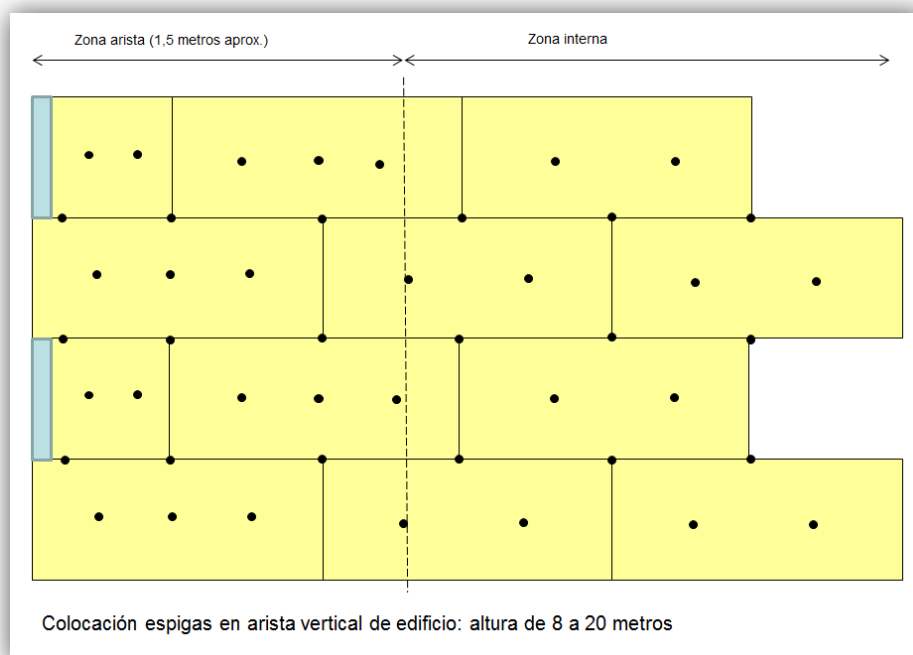 Zona arista (1,5 metros aprox.)
Zona interna
Colocación espigas en arista vertical de edificio: altura de 8 a 20 metros